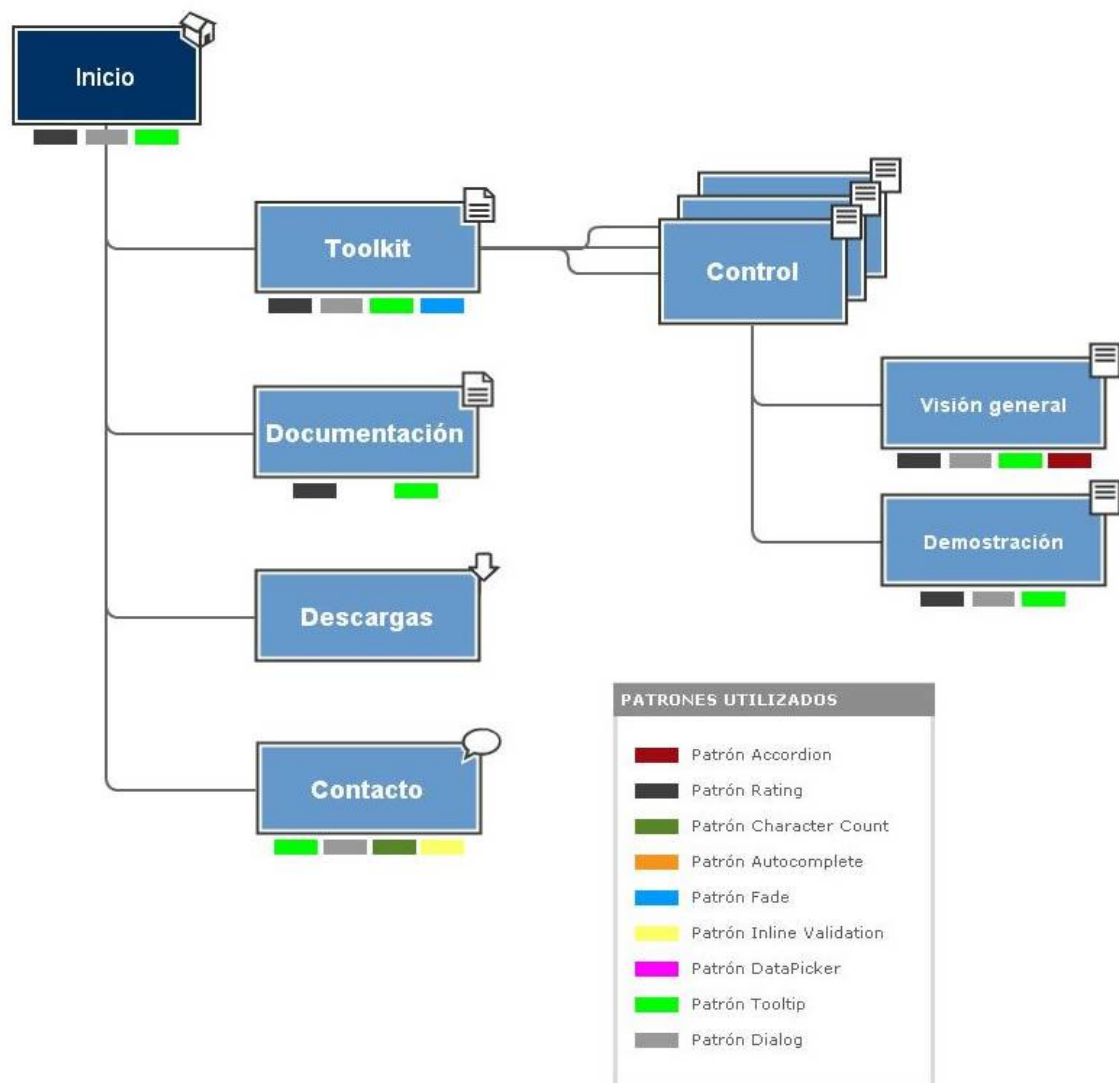 Inicio
Toolkit
Control
Documentación
Visión general
Demostración
Descargas
Contacto
PATRONES UTILIZADOS
Patrón Accordion
Patrón Rating
Patrón Character Count
Patrón Autocomplete
Patrón Fade
Patrón Inline Validation
Patrón DataPicker
Patrón Tooltip
Patrón Dialog